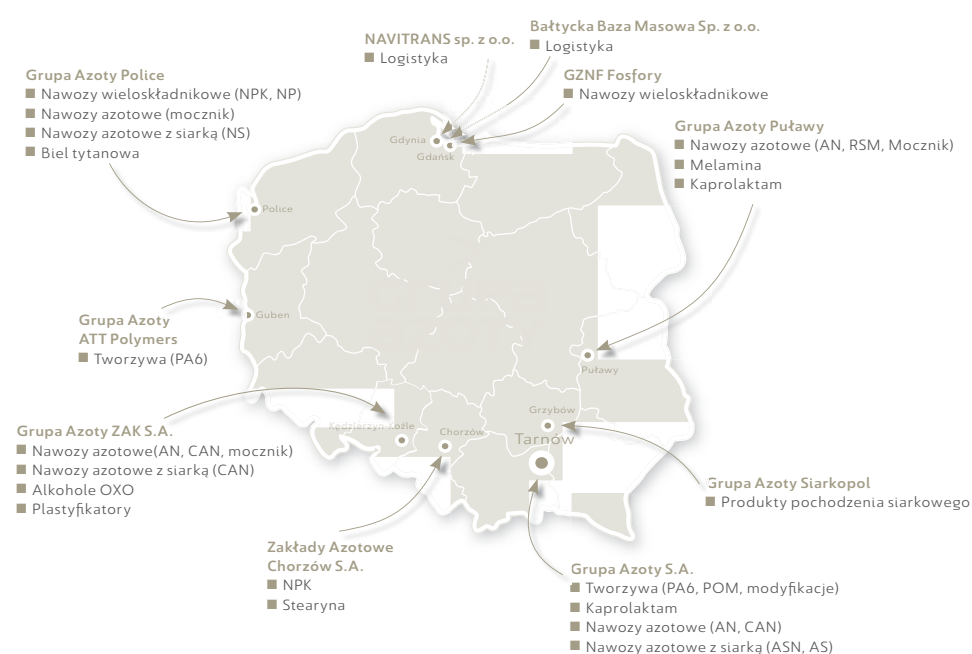 NAVITRANS sp. z o.o.
Logistyka
Bałtycka Baza Masowa Sp. z o.o.
Logistyka
GZNF Fosfory
Nawozy wieloskładnikowe
Grupa Azoty Police
Nawozy wieloskładnikowe (NPK, NP)
Nawozy azotowe (mocznik)
Nawozy azotowe z siarką (NS)
Biel tytanowa
Grupa Azoty Puławy
Nawozy azotowe (AN, RSM, Mocznik)
Melamina
Kaprolaktam
Gdynia
Gdańsk
Police
Guben
Grupa Azoty
ATT Polymers
Tworzywa (PA6)
Puławy
Grzybów
Tarnów
Kędzierzyn-Koźle
Chorzów
Grupa Azoty ZAK S.A.
Nawozy azotowe(AN, CAN, mocznik)
Nawozy azotowe z siarką (CAN)
Alkohole OXO
Plastyfikatory
Grupa Azoty Siarkopol
Produkty pochodzenia siarkowego
Zakłady Azotowe
Chorzów S.A.
NPK
Stearyna
Grupa Azoty S.A.
Tworzywa (PA6, POM, modyfikacje)
Kaprolaktam
Nawozy azotowe (AN, CAN)
Nawozy azotowe z siarką (ASN, AS)